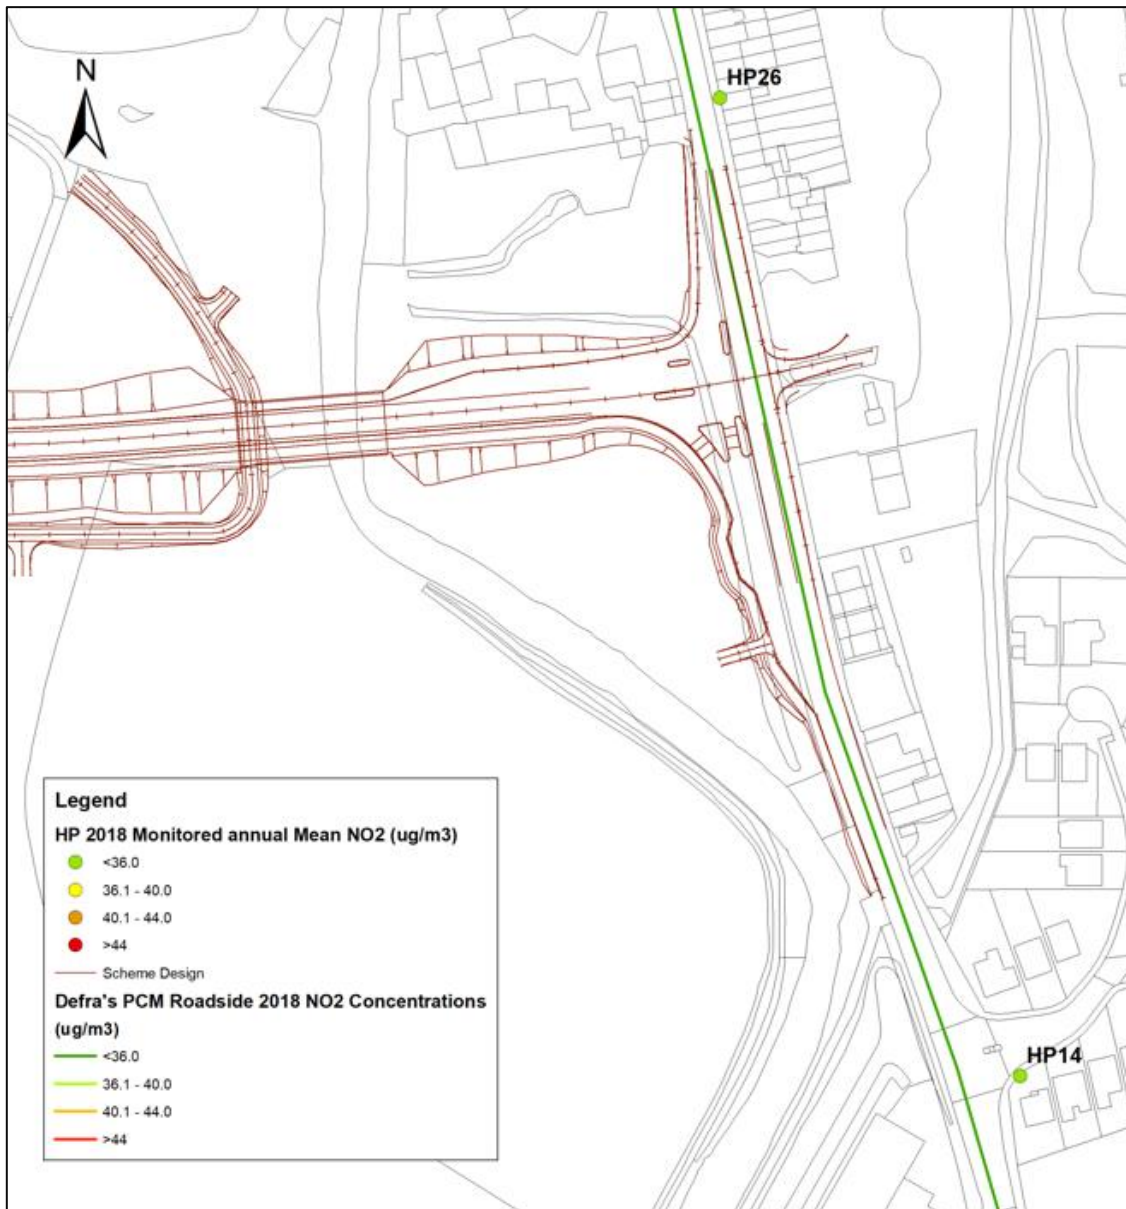 N
HP26
Legend
HP 2018 Monitored annual Mean NO2 (ug/m3)
<36.0
36.1 - 40.0
40.1 - 44.0
>44
Scheme Design
Defra's PCM Roadside 2018 NO2 Concentrations
(ug/m3)
<36.0
36.1 - 40.0
40.1 - 44.0
>44
HP14